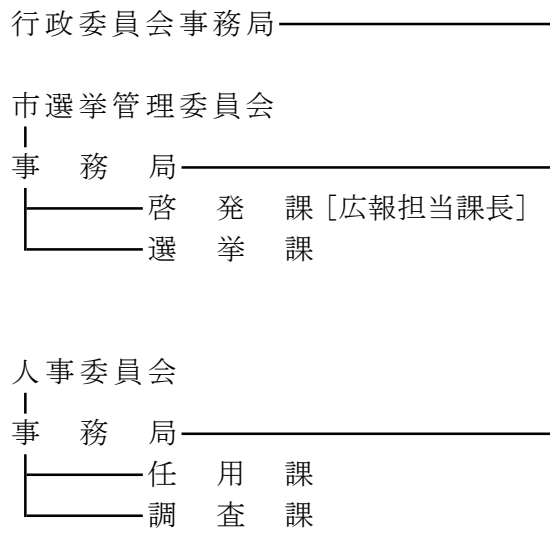 行政委員会事務局
市選挙管理委員会
事務局
啓発課［広報担当課長］
選挙課
人事委員会
事務局
任用課
調査課